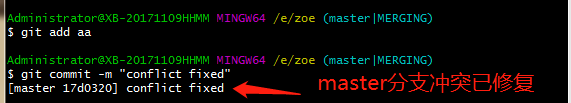 Administrator@XB-20171109HHMM MINGW64 /e/zoe (master|MERGING)
$ git add aa
Administrator@XB-20171109HHMM MINGW64 /e/zoe (master|MERGING)
$ git commit -m "conflict fixed"
[master 17d0320] conflict fixed
master分支冲突已修复